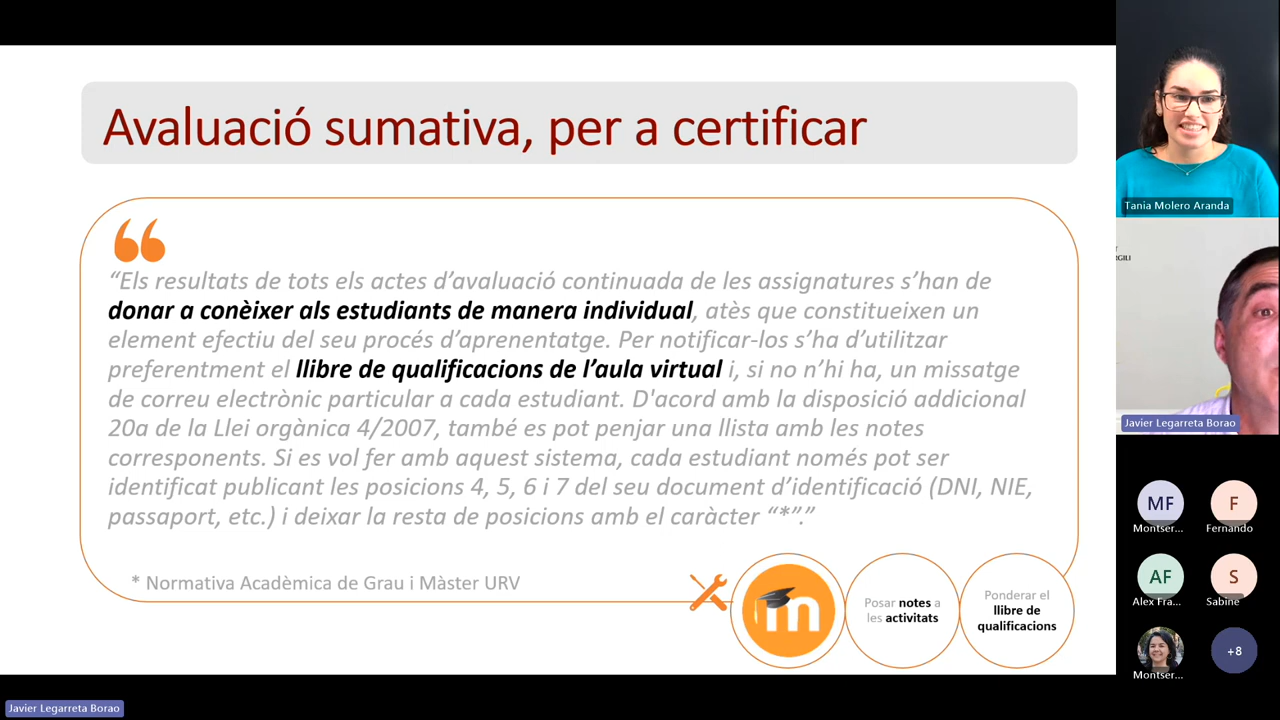 Avaluació sumativa, per a certificar
“Els resultats de tots els actes d’avaluació continuada de les assignatures s’han de
donar a conèixer als estudiants de manera individual, atès que constitueixen un
element efectiu del seu procés d’aprenentatge. Per notificar-los s’ha d’utilitzar
preferentment el llibre de qualificacions de l’aula virtual i, si no n’hi ha, un missatge
de correu electrònic particular a cada estudiant. D'acord amb la disposició addicional
20a de la Llei orgànica 4/2007, també es pot penjar una llista amb les notes
corresponents. Si es vol fer amb aquest sistema, cada estudiant només pot ser
identificat publicant les posicions 4, 5, 6 i 7 del seu document d’identificació (DNI, NIE,
passaport, etc.) i deixar la resta de posicions amb el caràcter “*”.”
* Normativa Acadèmica de Grau i Màster URV
m
Posar notes a
les activitats
Ponderar el
llibre de
qualificacions
Tania Molero Aranda
Javier Legarreta Borao
MF
Montser...
F
Fernando
AF
Alex Fra...
S
Sabine
Montser...
+8
Javier Legarreta Borao